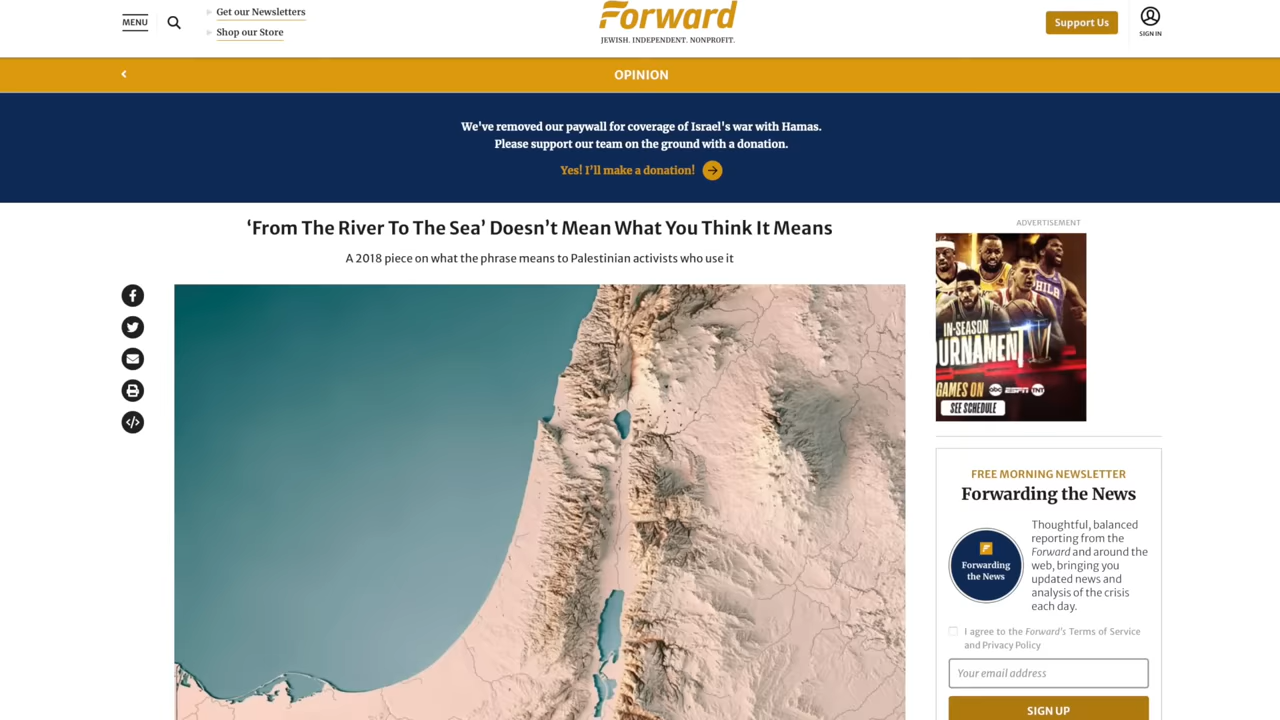 MENU
Get our Newsletters
Shop our Store
Forward
JEWISH. INDEPENDENT. NONPROFIT.
Support Us
SIGN IN
OPINION
We've removed our paywall for coverage of Israel's war with Hamas.
Please support our team on the ground with a donation.
Yes! I'll make a donation!
‘From The River To The Sea’ Doesn’t Mean What You Think It Means
A 2018 piece on what the phrase means to Palestinian activists who use it
ADVERTISEMENT
PHILA
IN-SEASON
TOURNAMENT
GAMES ON abc ESPN TNT
SEE SCHEDULE
FREE MORNING NEWSLETTER
Forwarding the News
Forwarding
the News
Thoughtful, balanced
reporting from the
Forward and around the
web, bringing you
updated news and
analysis of the crisis
each day.
I agree to the Forward's Terms of Service
and Privacy Policy
Your email address
SIGN UP